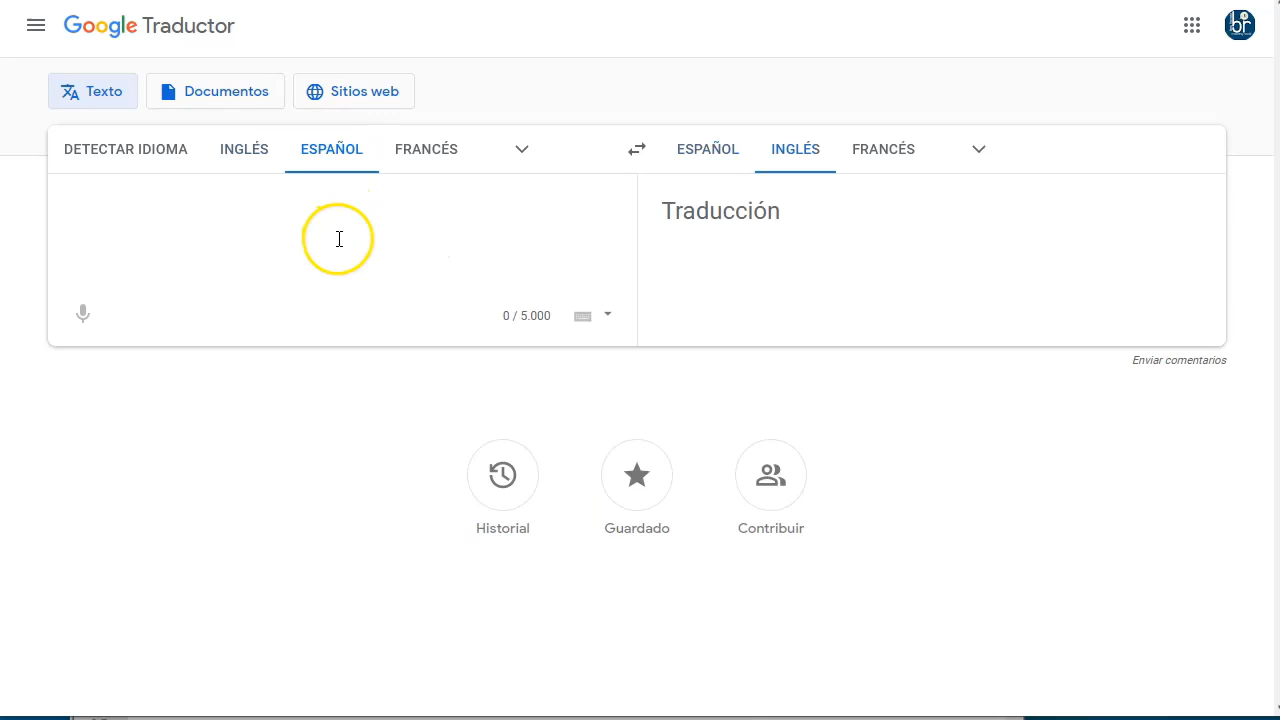 Google Traductor
br
Texto Documentos Sitios web
DETECTAR IDIOMA INGLÉS ESPAÑOL FRANCÉS ESPAÑOL INGLÉS FRANCÉS
Traducción
0 / 5.000
Enviar comentarios
Historial Guardado Contribuir